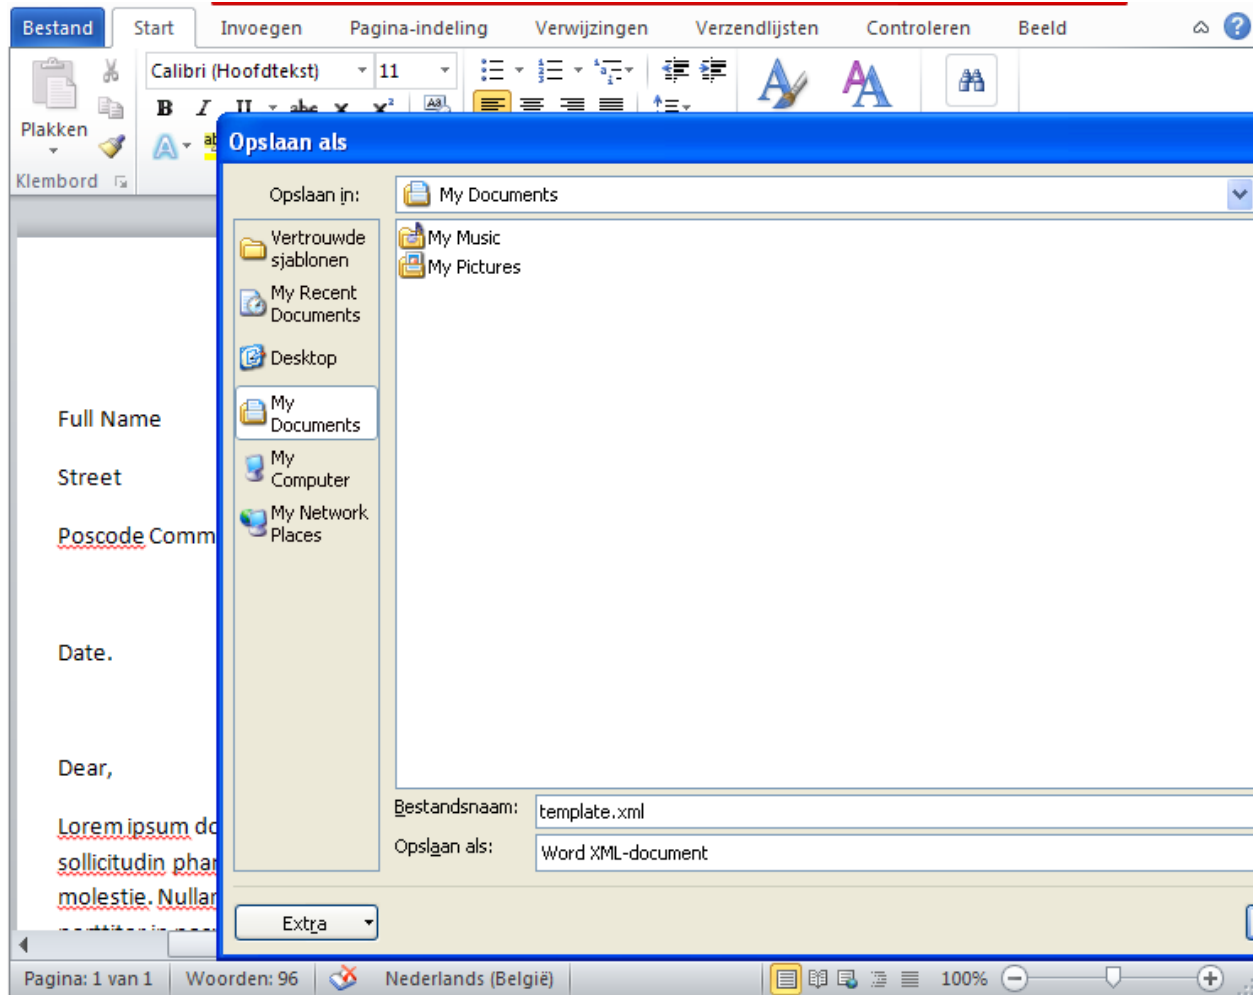 Bestand Start Invoegen Pagina-indeling Verwijzingen Verzendlijsten Controleren Beeld
Calibri (Hoofdtekst) 11
Plakken
Klembord
Opslaan als
Opslaan in: My Documents
Vertrouwde
sjablonen
My Recent
Documents
Desktop
My
Documents
My
Computer
My Network
Places
My Music
My Pictures
Full Name
Street
Poscode Comm
Date.
Dear,
Lorem ipsum do
sollicitudin phar
molestie. Nullar
Bestandsnaam: template.xml
Opslaan als: Word XML-document
Extra
Pagina: 1 van 1 Woorden: 96 Nederlands (België) 100%